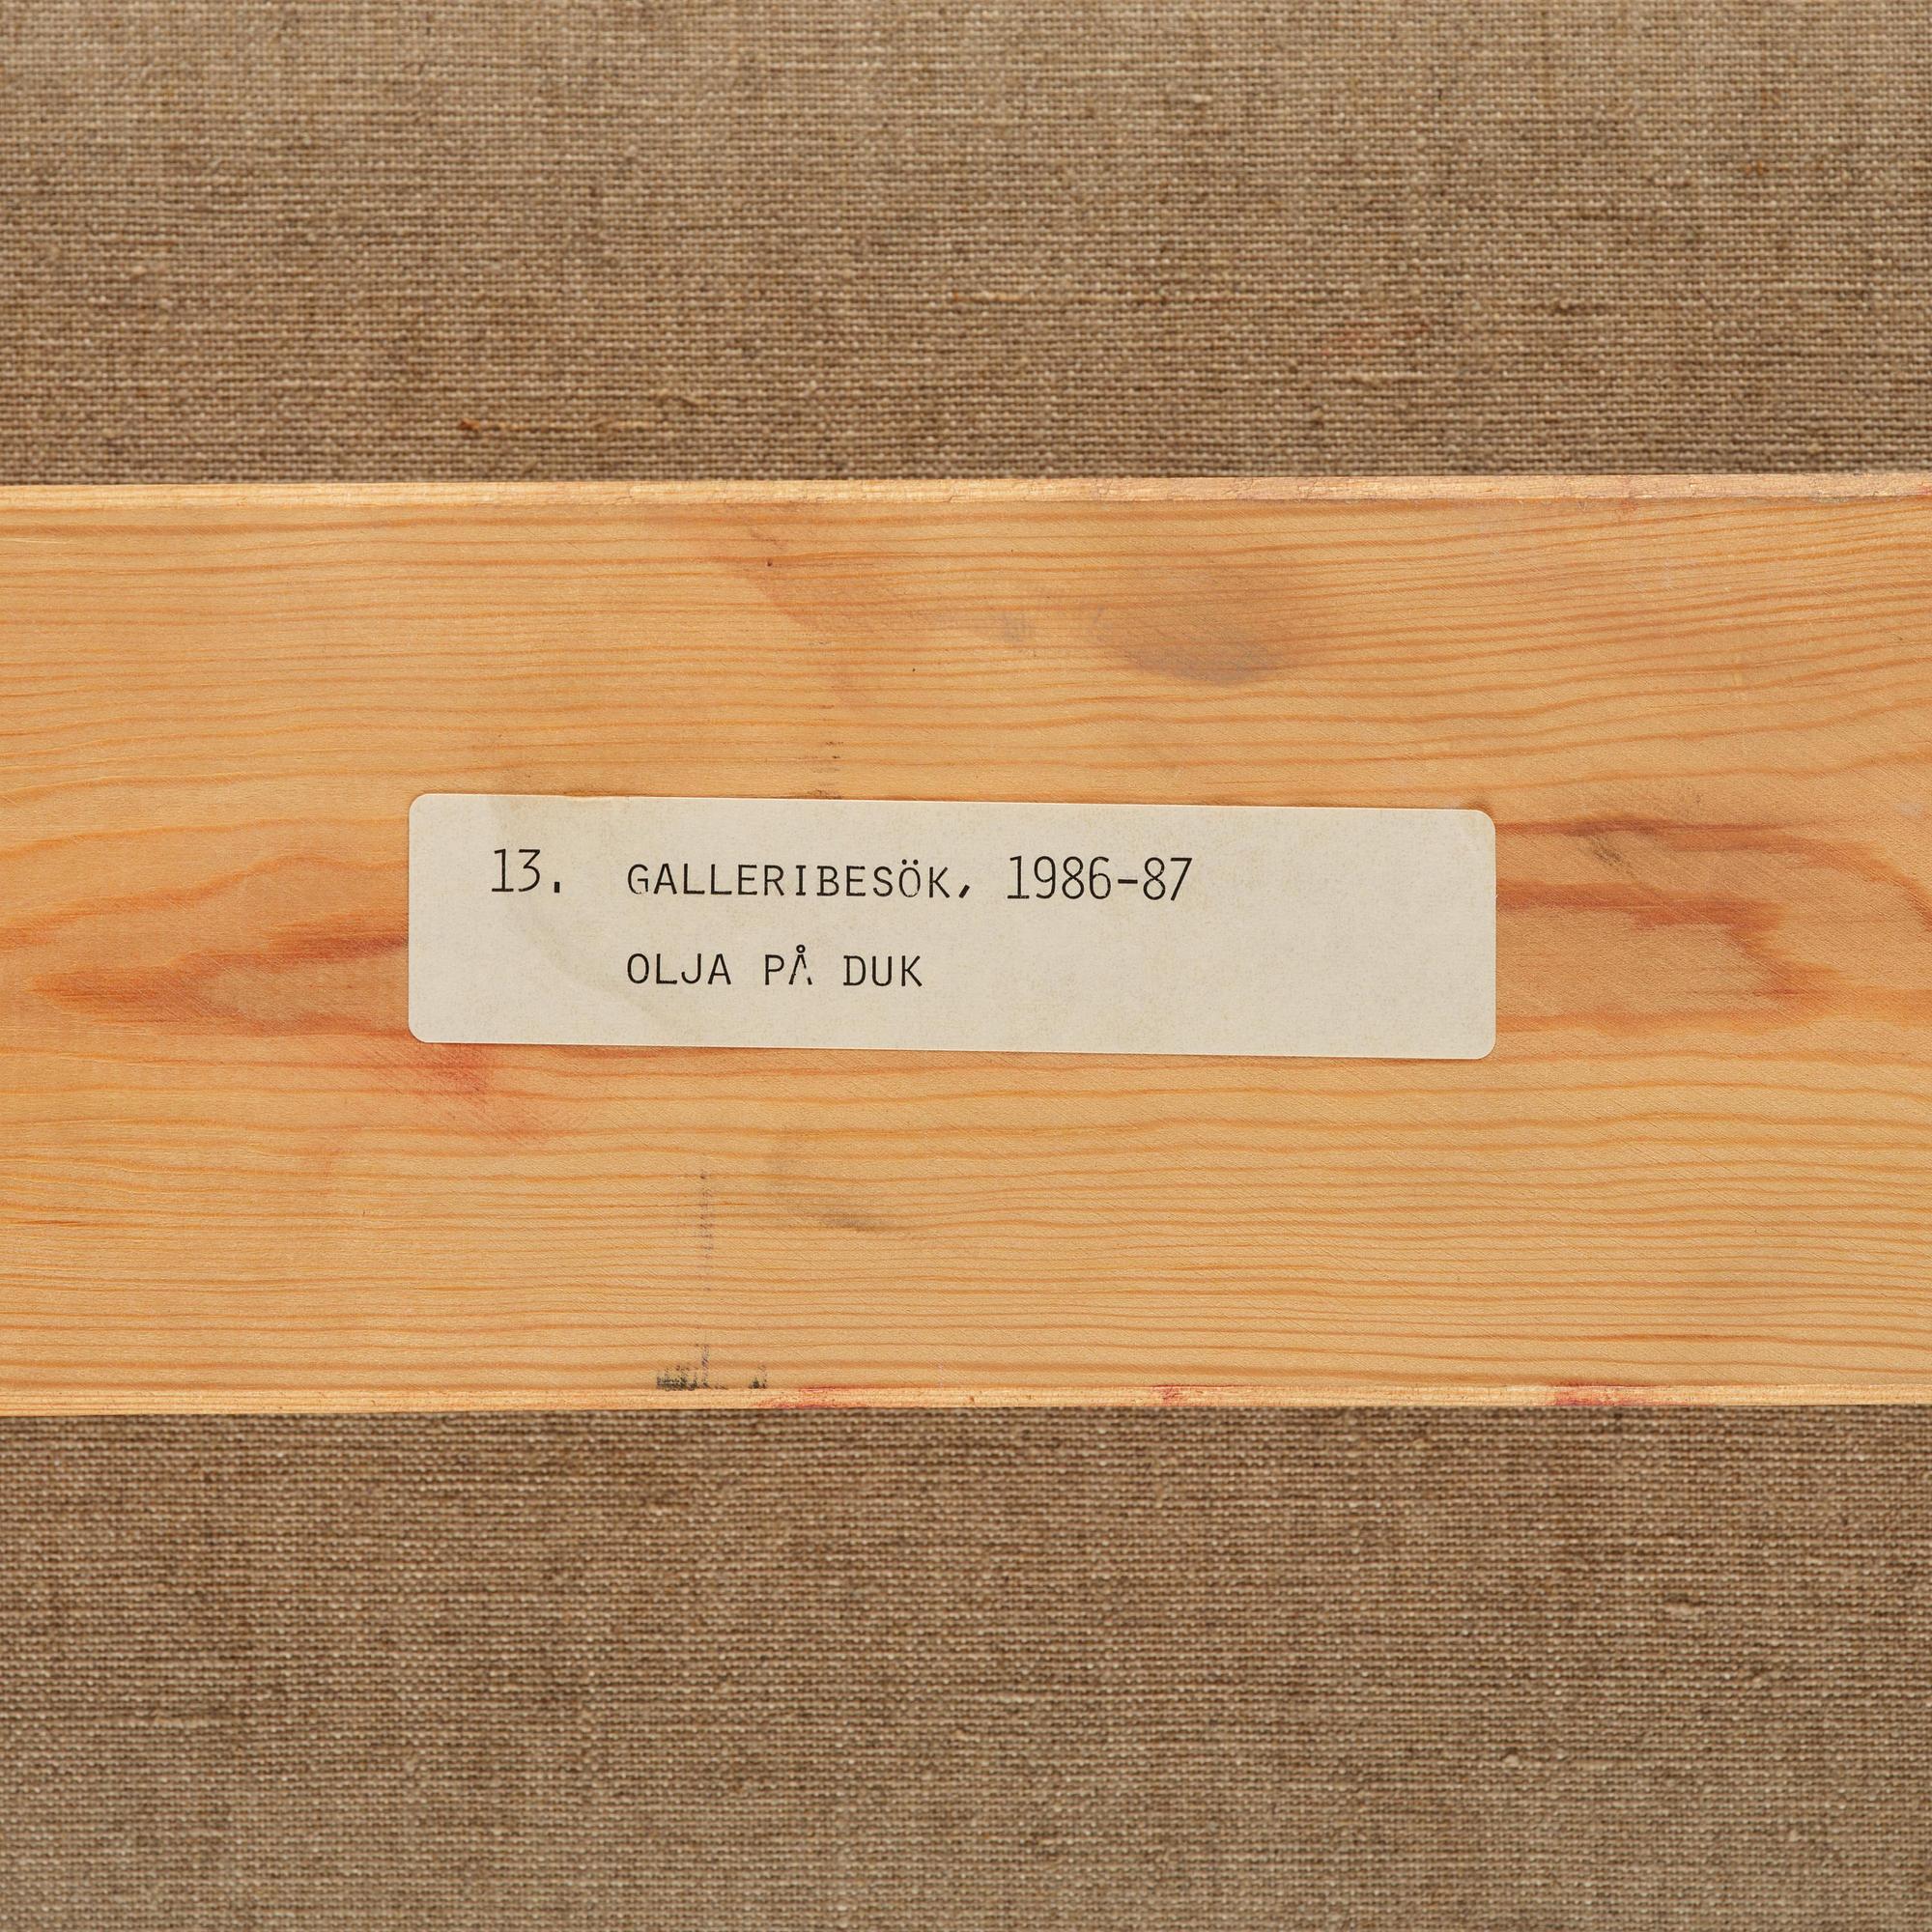 13. GALLERIBESÖK, 1986-87
OLJA PÅ DUK